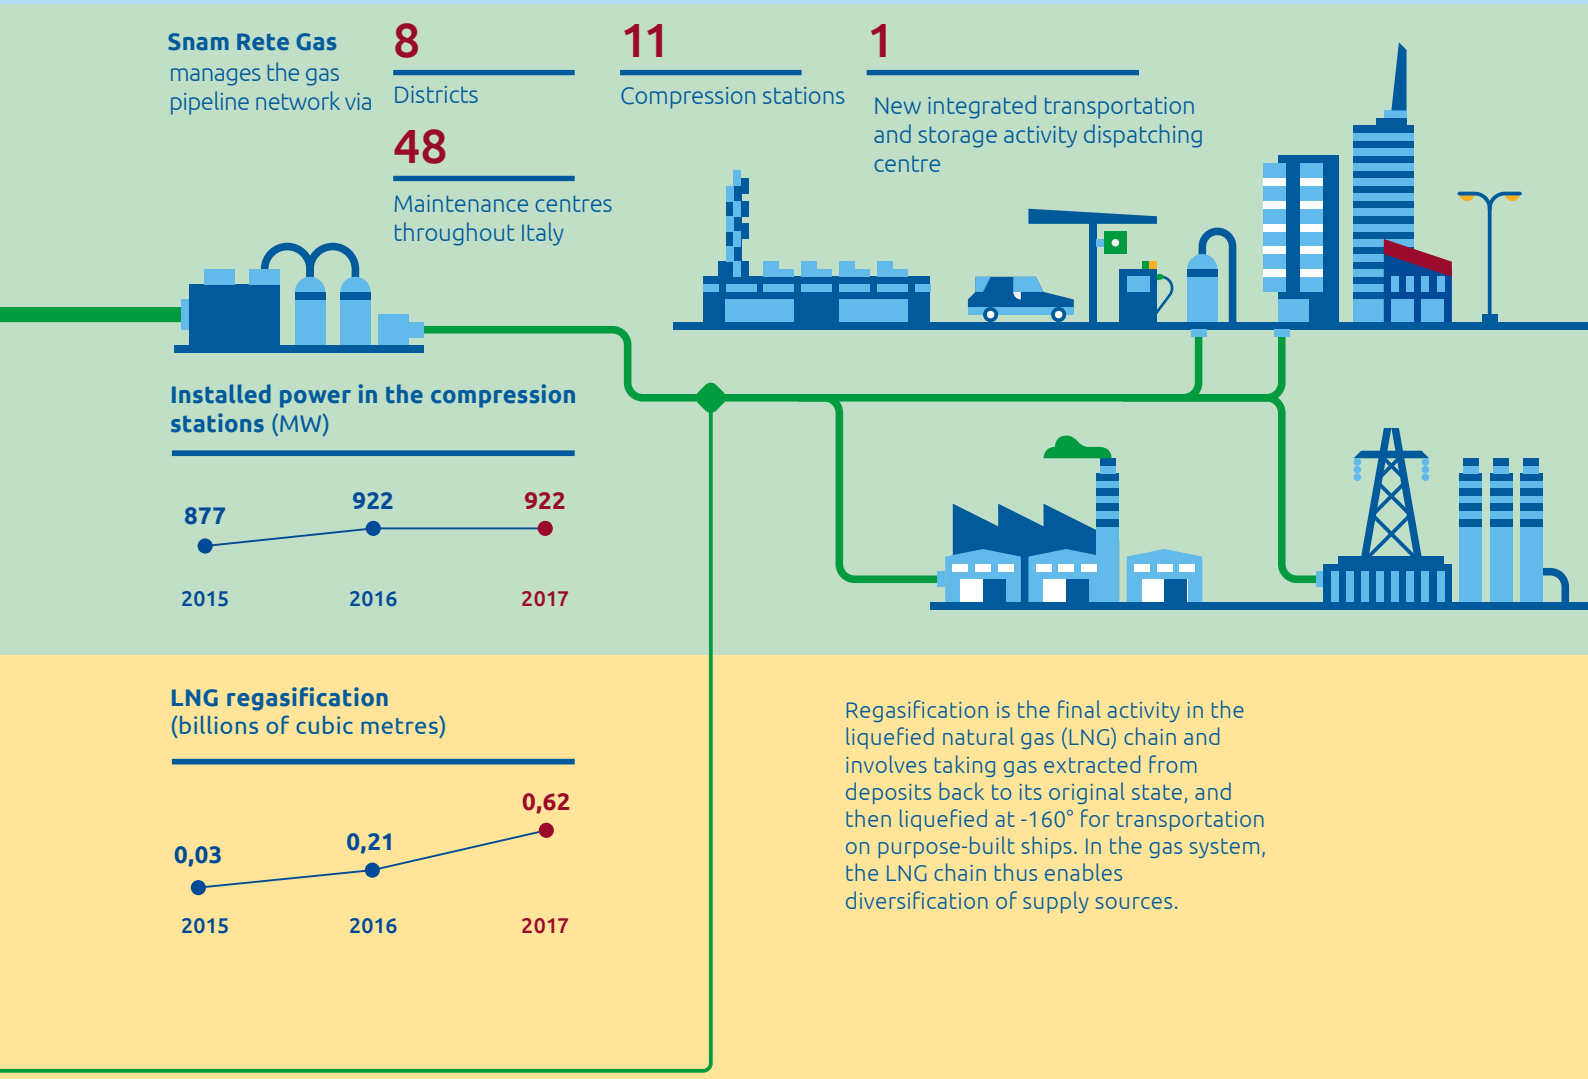 Snam Rete Gas
manages the gas
pipeline network via
8
Districts
48
Maintenance centres
throughout Italy
11
Compression stations
1
New integrated transportation
and storage activity dispatching
centre
Installed power in the compression
stations (MW)
877
922
922
2015
2016
2017
LNG regasification
(billions of cubic metres)
0,03
0,21
0,62
2015
2016
2017
Regasification is the final activity in the
liquefied natural gas (LNG) chain and
involves taking gas extracted from
deposits back to its original state, and
then liquefied at -160° for transportation
on purpose-built ships. In the gas system,
the LNG chain thus enables
diversification of supply sources.